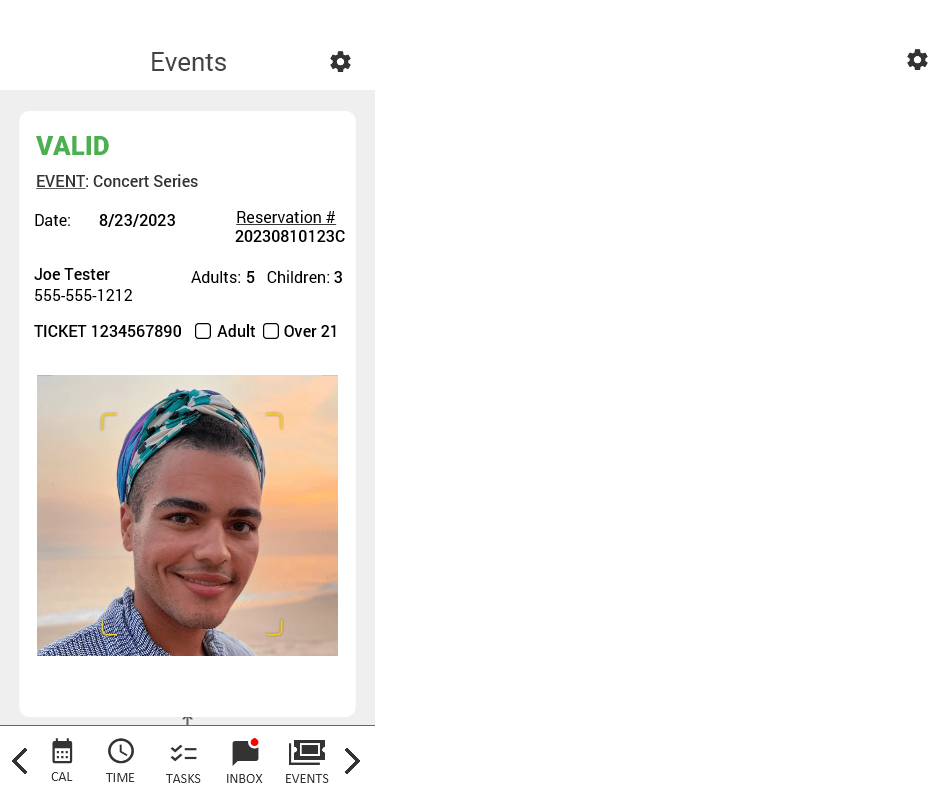 Events
VALID
EVENT: Concert Series
Date: 8/23/2023
Reservation #
20230810123C
Joe Tester
555-555-1212
Adults: 5 Children: 3
TICKET 1234567890 Adult Over 21
CAL TIME TASKS INBOX EVENTS